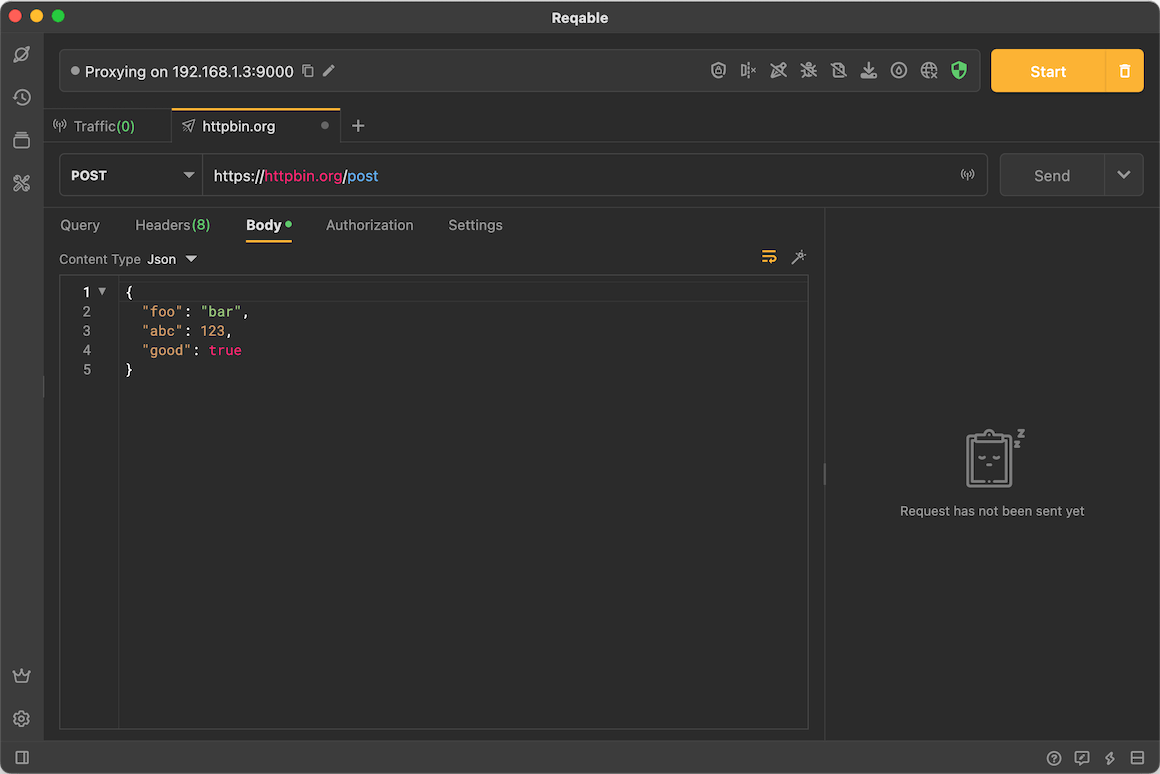 Reqable
Proxying on 192.168.1.3:9000
Start
Traffic(0)
httpbin.org
POST
https://httpbin.org/post
Send
Query
Headers(8)
Body
Authorization
Settings
Content Type Json
1 {
2 "foo": "bar",
3 "abc": 123,
4 "good": true
5 }
z
z
Request has not been sent yet